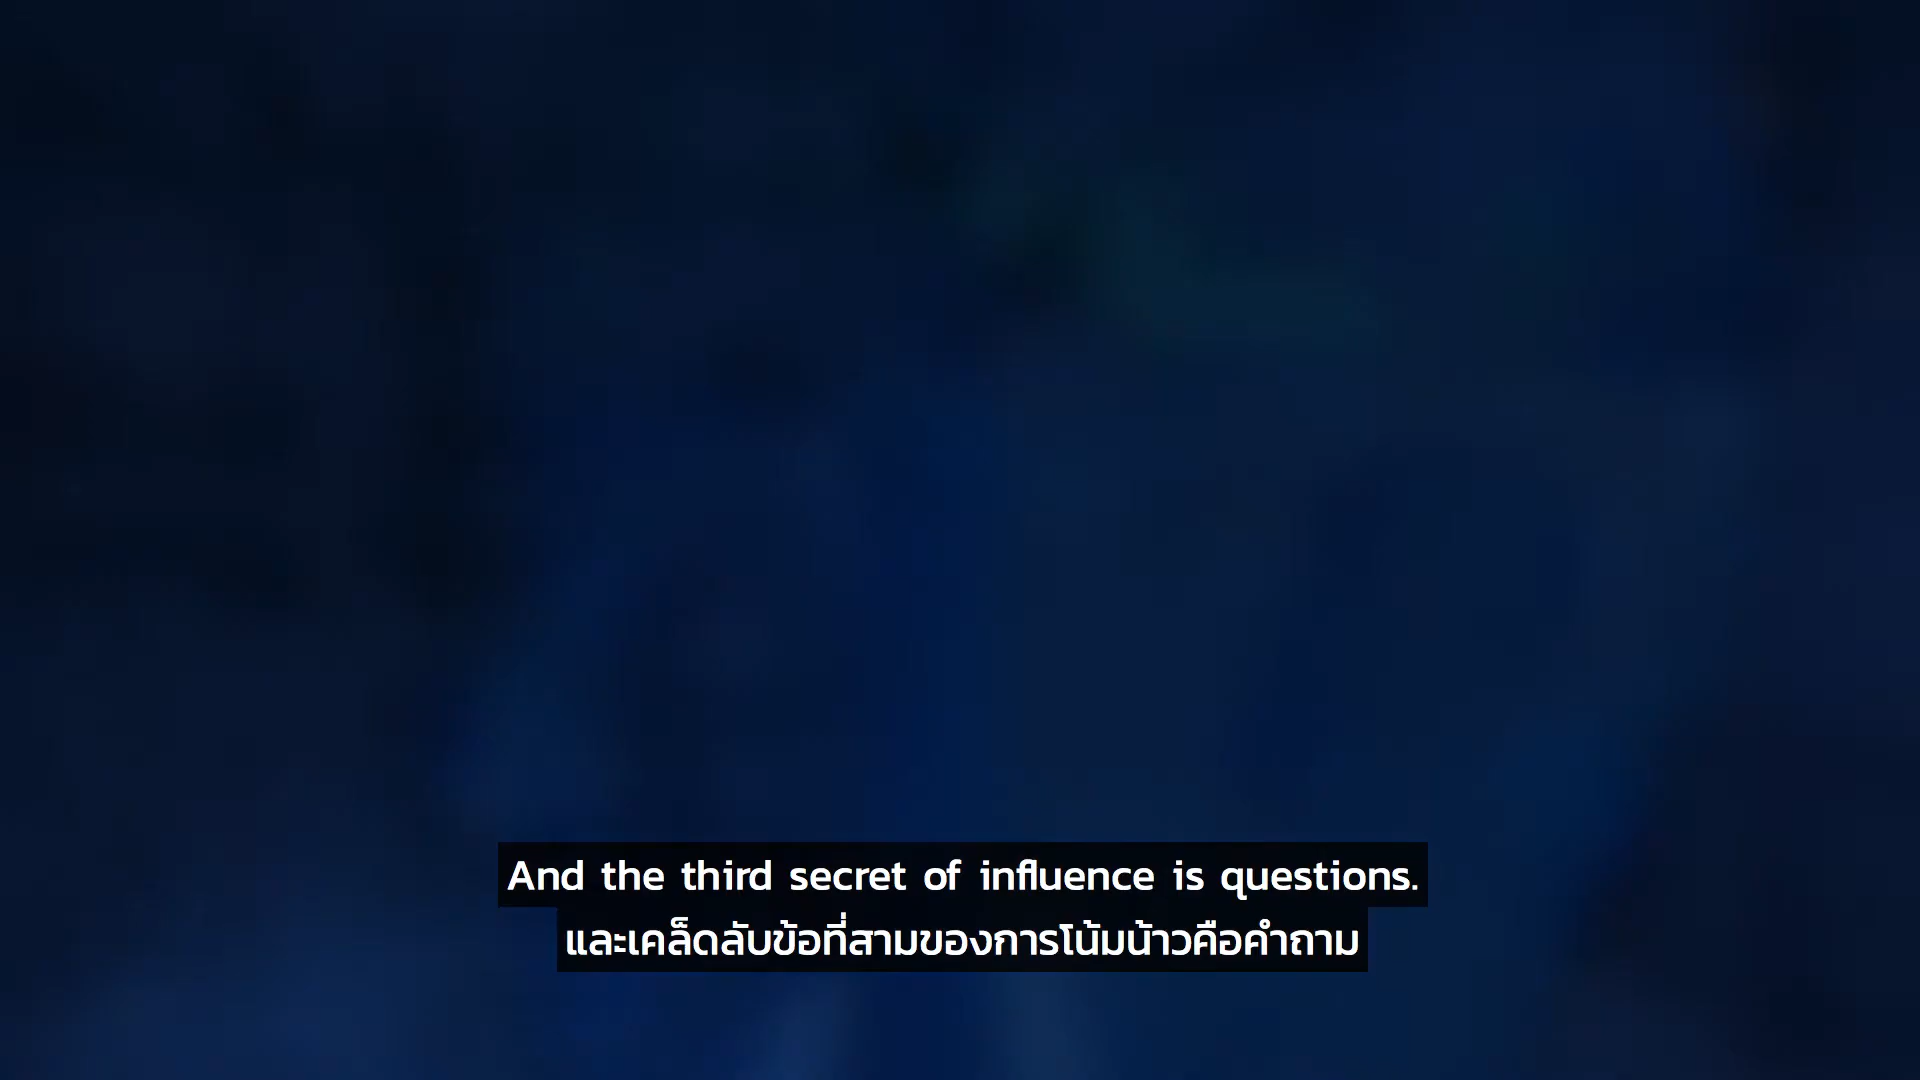 And the third secret of influence is questions.
และเคล็ดลับข้อที่สามของการโน้มน้าวคือคำถาม